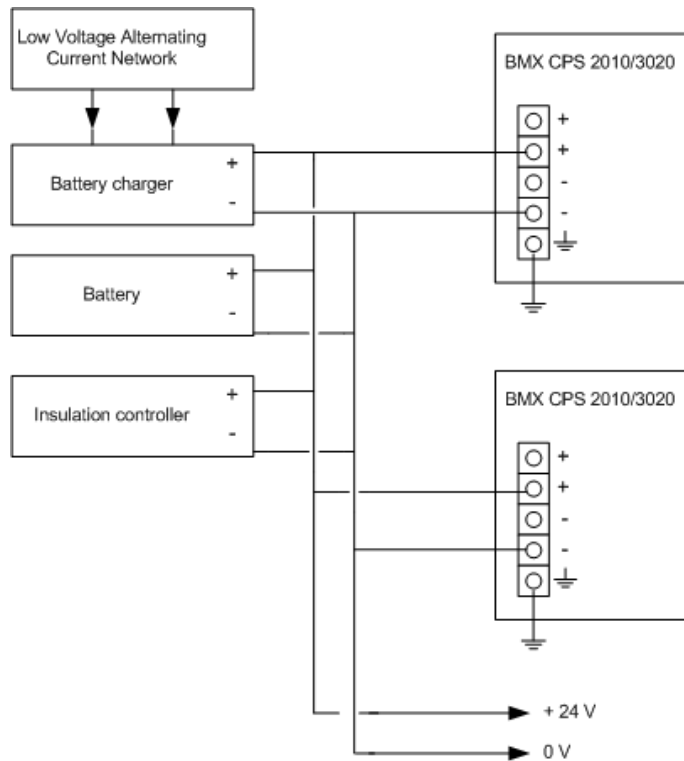 Low Voltage Alternating
Current Network
BMX CPS 2010/3020
+
+
-
-
Battery charger
+
-
Battery
+
-
Insulation controller
+
-
BMX CPS 2010/3020
+
+
-
-
+ 24 V
0 V